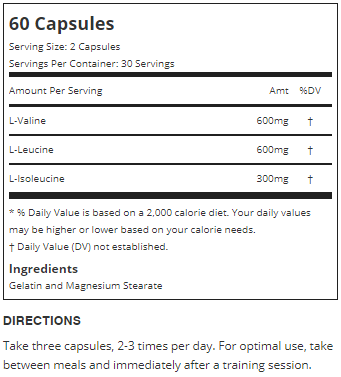 60 Capsules
Serving Size: 2 Capsules
Servings Per Container: 30 Servings
Amount Per Serving Amt %DV
L-Valine 600mg †
L-Leucine 600mg †
L-Isoleucine 300mg †
* % Daily Value is based on a 2,000 calorie diet. Your daily values
may be higher or lower based on your calorie needs.
† Daily Value (DV) not established.
Ingredients
Gelatin and Magnesium Stearate
DIRECTIONS
Take three capsules, 2-3 times per day. For optimal use, take
between meals and immediately after a training session.